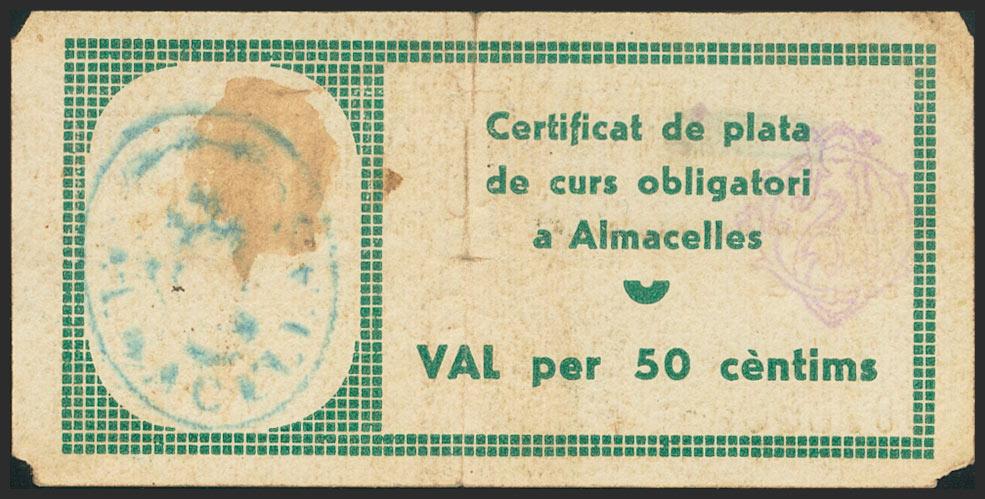 Certificat de plata
de curs obligatori
a Almacelles
VAL per 50 cèntims